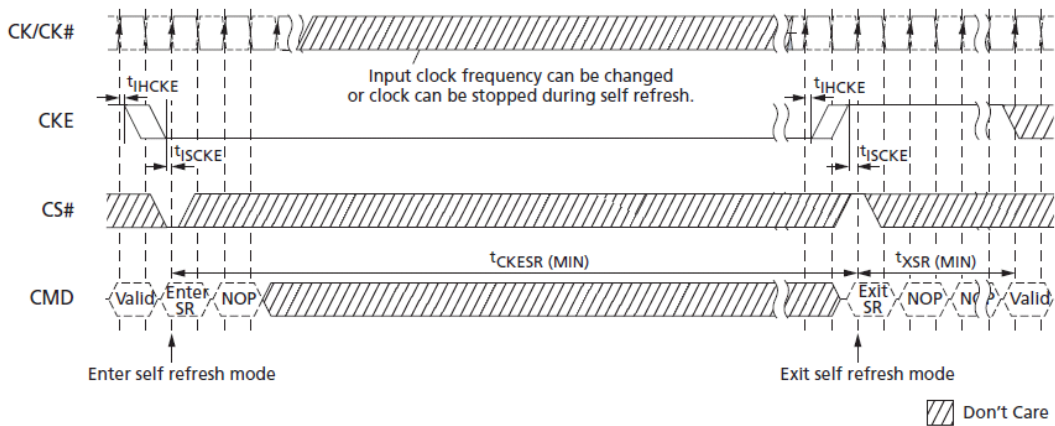 CK/CK#
Input clock frequency can be changed
or clock can be stopped during self refresh.
tIHCKE
tIHCKE
CKE
tISCKE
tISCKE
CS#
tCKESR (MIN)
tXSR (MIN)
CMD
Valid
Enter
SR
NOP
Exit
SR
NOP
NOP
Valid
Enter self refresh mode
Exit self refresh mode
Don't Care